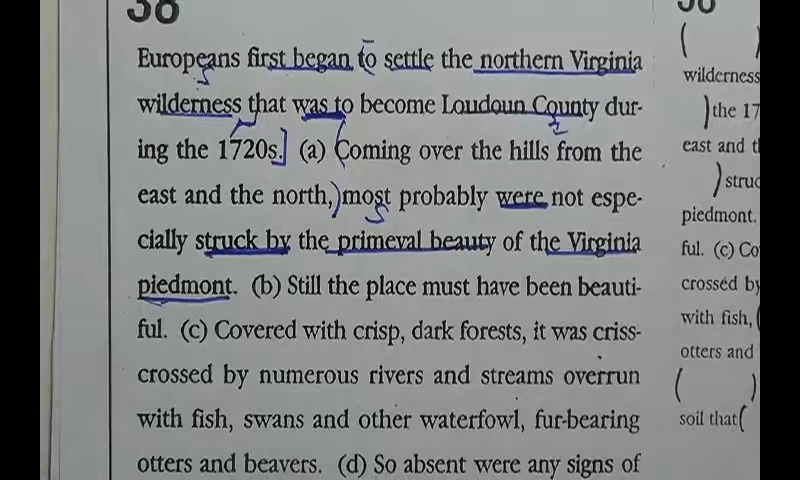 38
Europeans first began to settle the northern Virginia
wilderness that was to become Loudoun County dur-
ing the 1720s. (a) Coming over the hills from the
east and the north, most probably were not espe-
cially struck by the primeval beauty of the Virginia
piedmont. (b) Still the place must have been beauti-
ful. (c) Covered with crisp, dark forests, it was criss-
crossed by numerous rivers and streams overrun
with fish, swans and other waterfowl, fur-bearing
otters and beavers. (d) So absent were any signs of
( )
wilderness
) the 17
east and
) struc
piedmont.
ful. (c) Co
crossed by
with fish, (
otters and
( )
soil that (